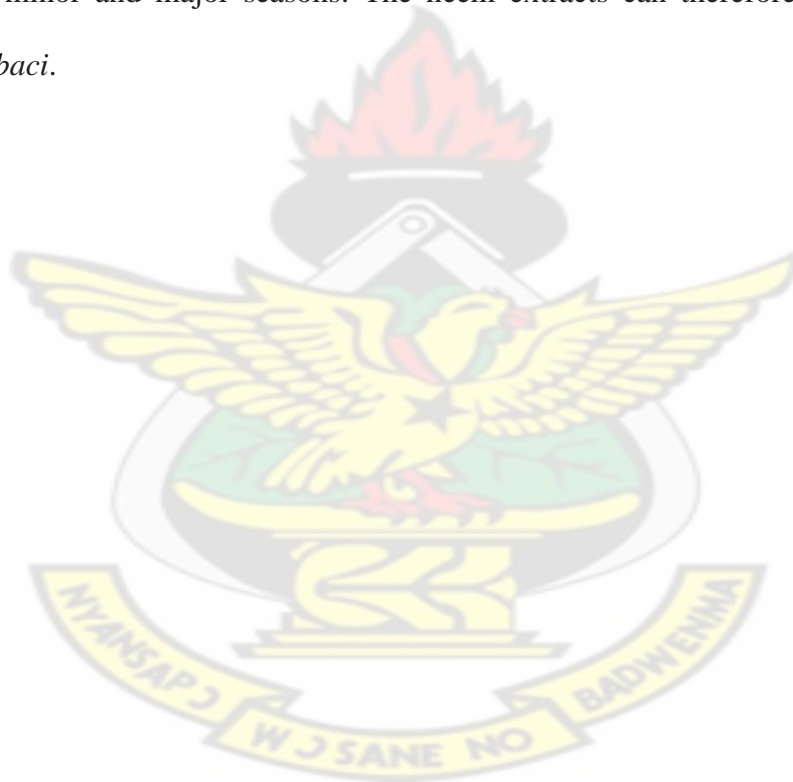 minor and major seasons. The neem extracts can therefore
baci.
NYANSAPƆ
WƆSANE NO
BADWENMA